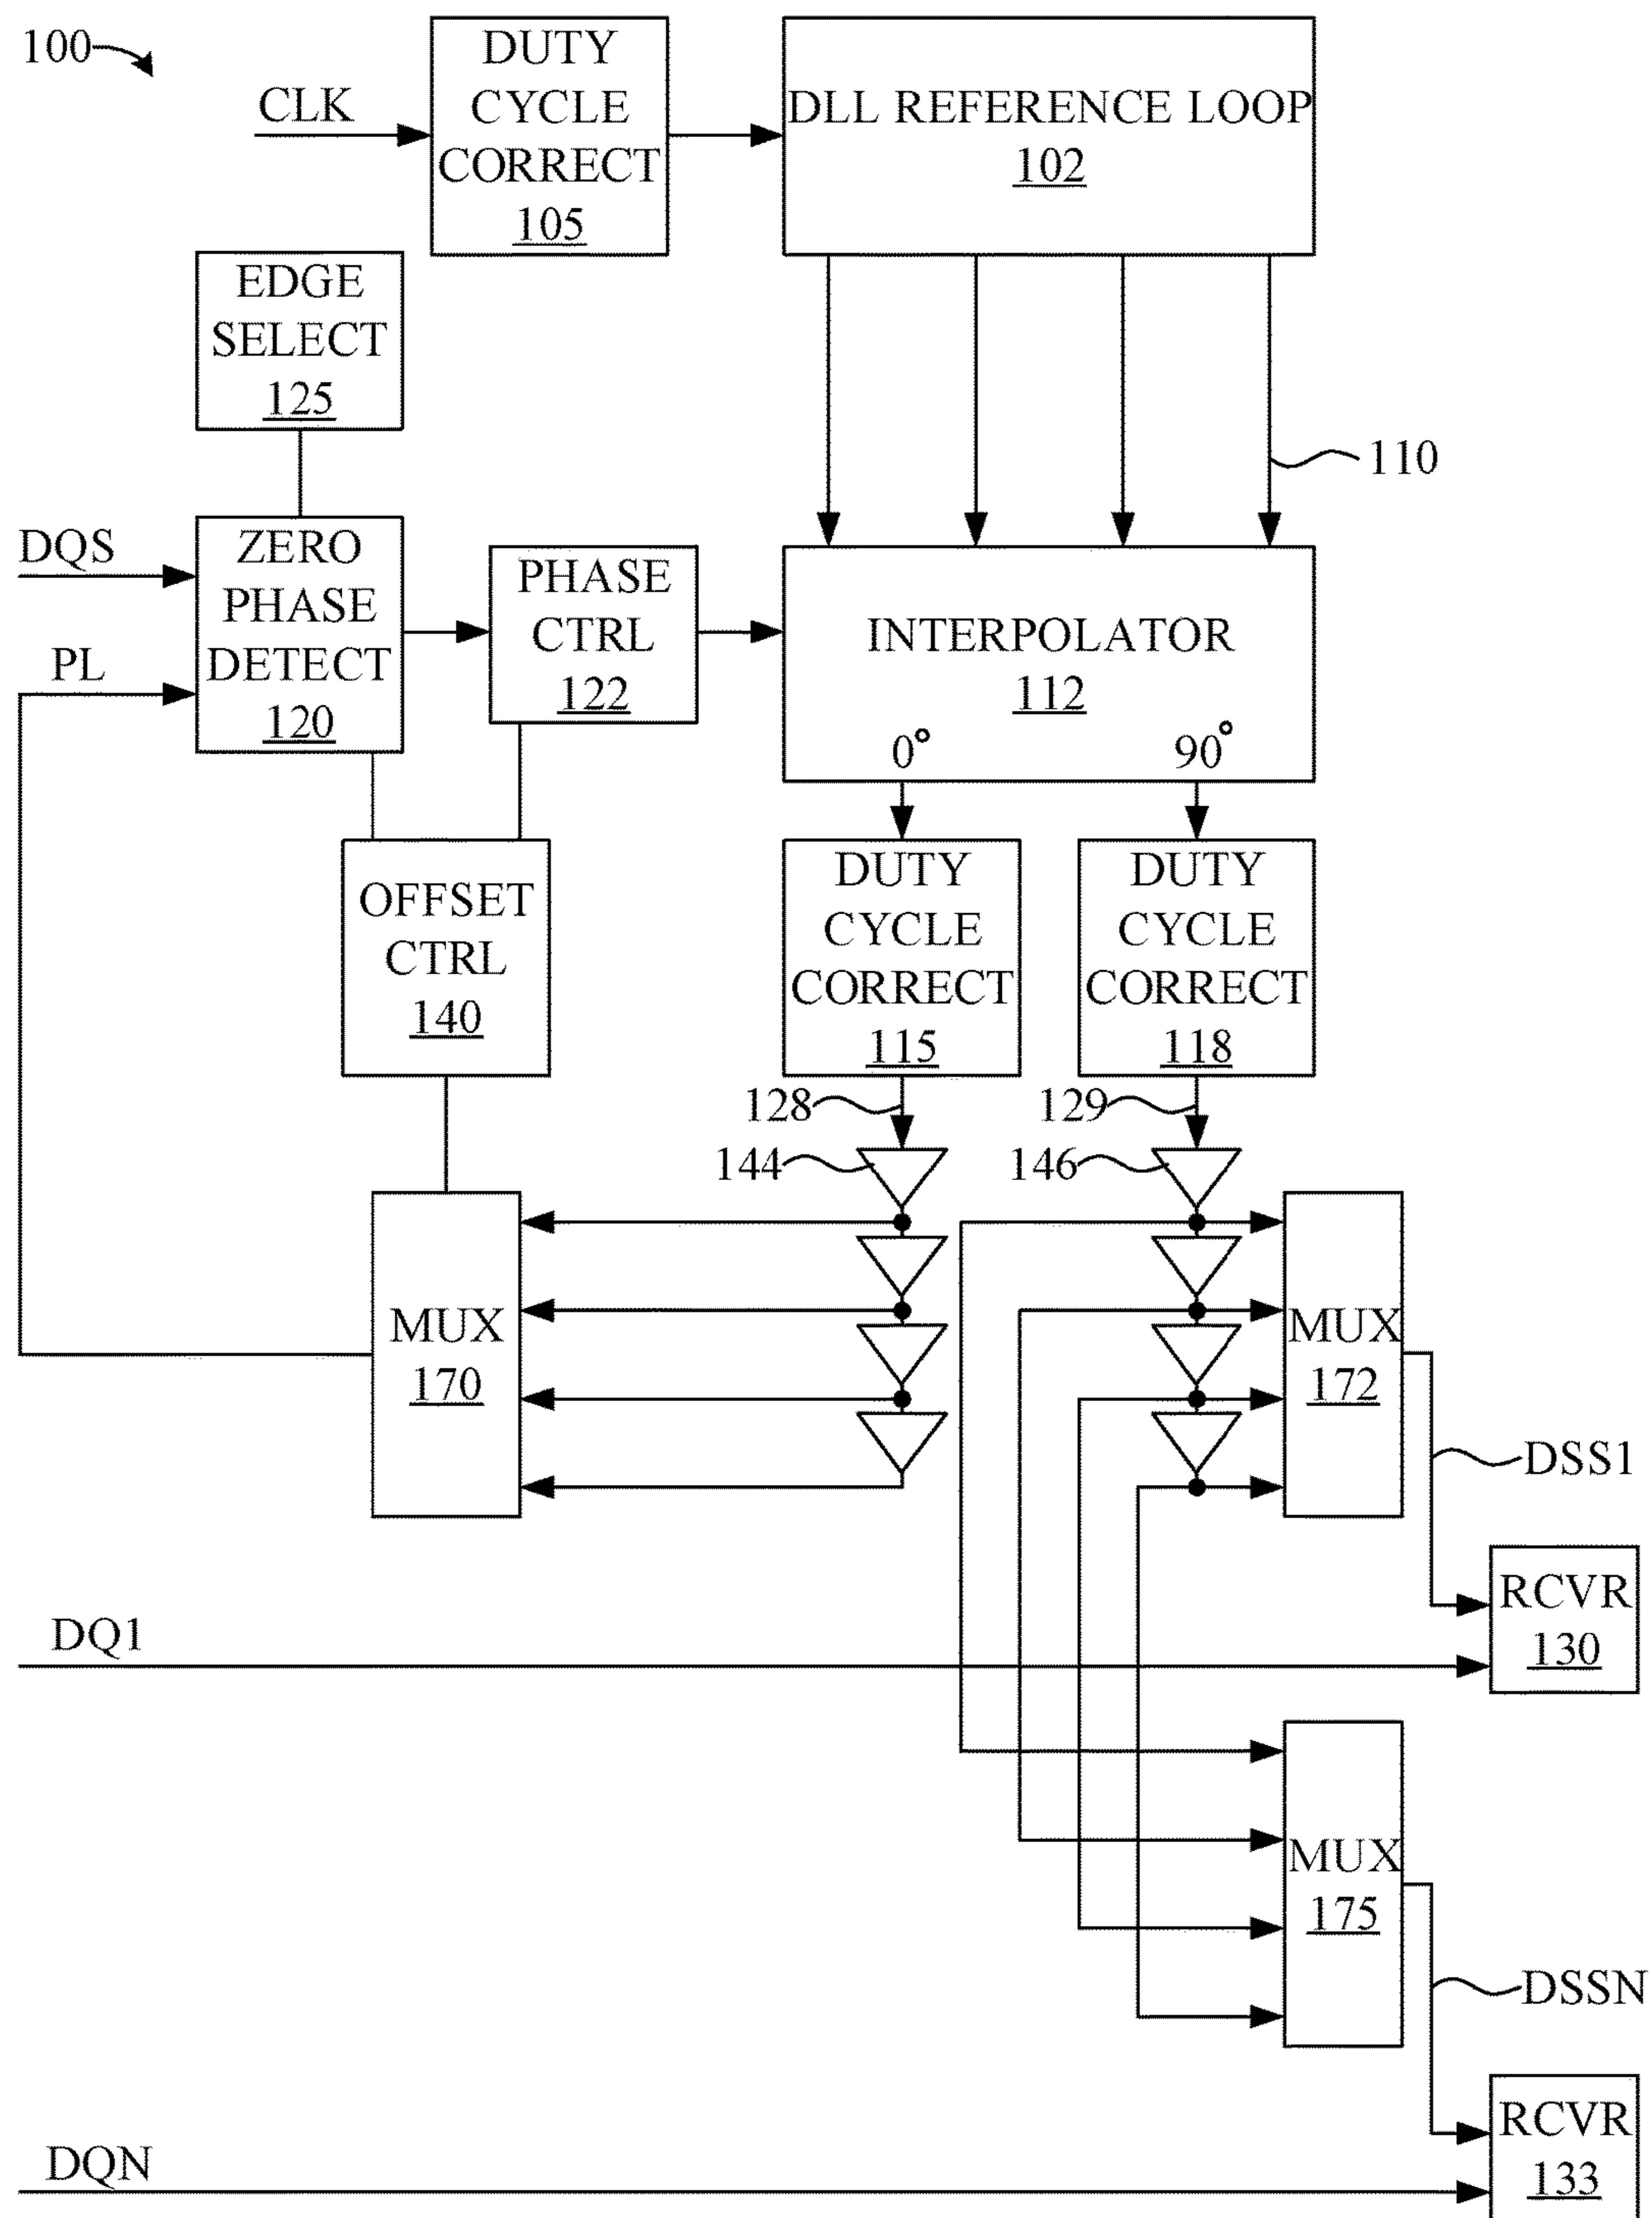 100
CLK
DUTY
CYCLE
CORRECT
105
DLL REFERENCE LOOP
102
EDGE
SELECT
125
110
DQS
PL
ZERO
PHASE
DETECT
120
PHASE
CTRL
122
INTERPOLATOR
112
0°
90°
OFFSET
CTRL
140
DUTY
CYCLE
CORRECT
115
DUTY
CYCLE
CORRECT
118
128
129
144
146
MUX
170
MUX
172
DSS1
RCVR
130
DQ1
MUX
175
DSSN
RCVR
133
DQN